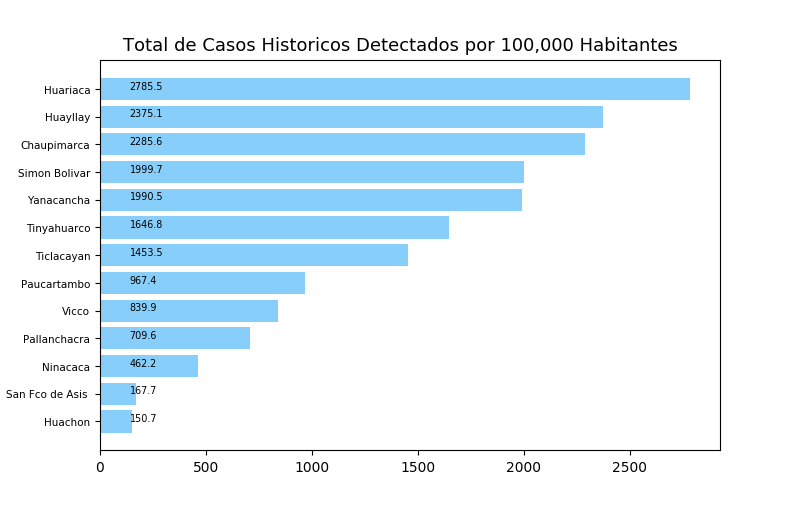 Total de Casos Historicos Detectados por 100,000 Habitantes
Huariaca 2785.5
Huayllay 2375.1
Chaupimarca 2285.6
Simon Bolivar 1999.7
Yanacancha 1990.5
Tinyahuarco 1646.8
Ticlacayan 1453.5
Paucartambo 967.4
Vicco 839.9
Pallanchacra 709.6
Ninacaca 462.2
San Fco de Asis 167.7
Huachon 150.7
0 500 1000 1500 2000 2500